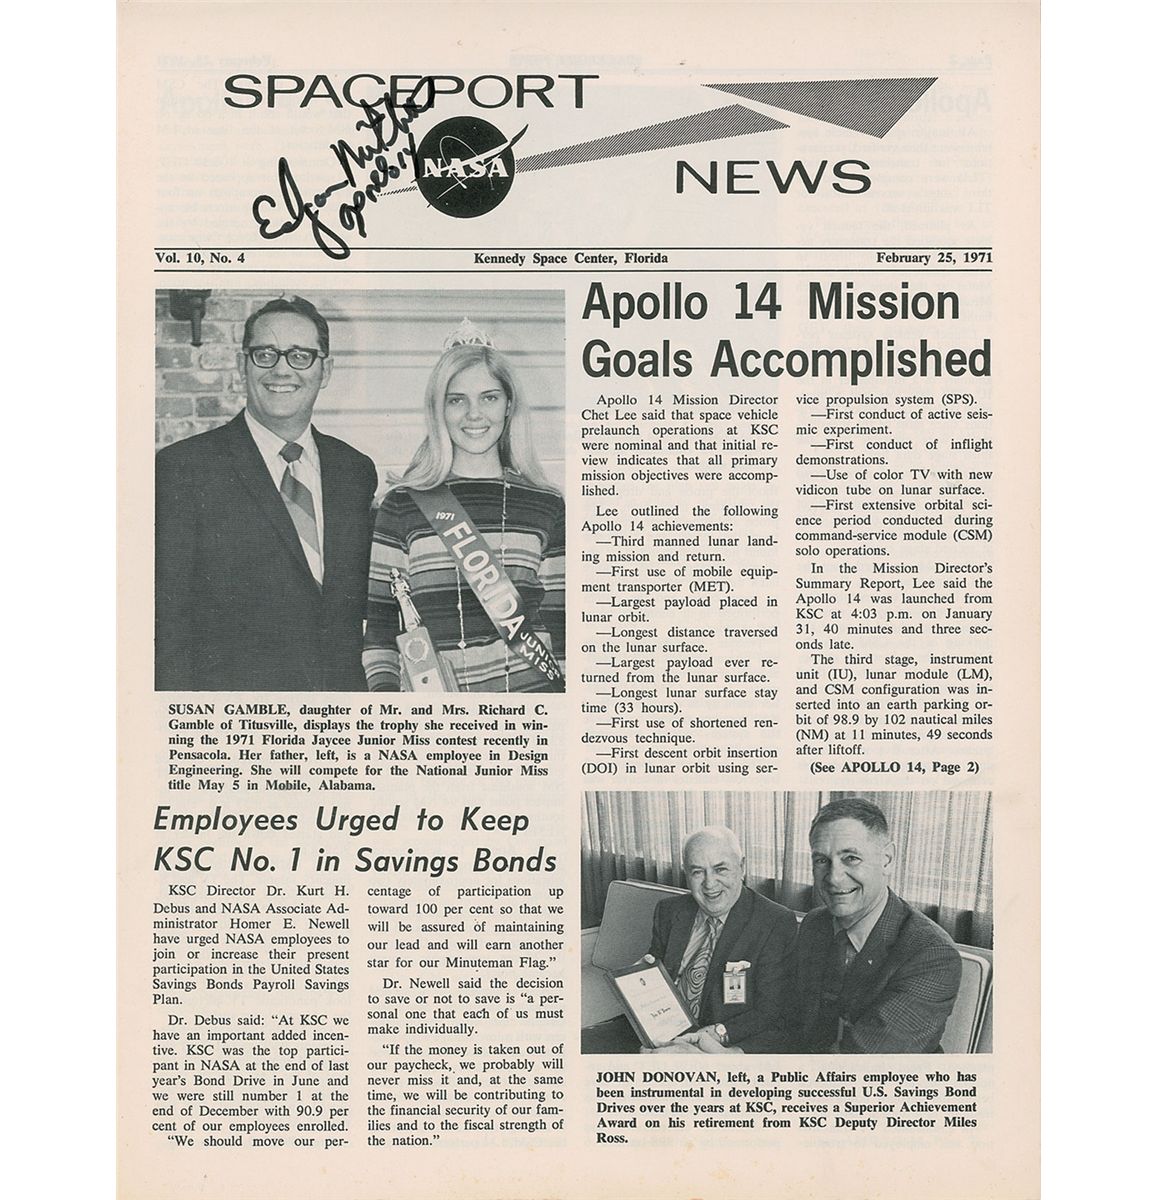 SPACEPORT
NEWS
NASA
Edgar Mitchell
Apollo 14
Vol. 10, No. 4 Kennedy Space Center, Florida February 25, 1971
1971
FLORIDA
JUNIOR
MISS
SUSAN GAMBLE, daughter of Mr. and Mrs. Richard C.
Gamble of Titusville, displays the trophy she received in win-
ning the 1971 Florida Jaycee Junior Miss contest recently in
Pensacola. Her father, left, is a NASA employee in Design
Engineering. She will compete for the National Junior Miss
title May 5 in Mobile, Alabama.
Employees Urged to Keep
KSC No. 1 in Savings Bonds
KSC Director Dr. Kurt H.
Debus and NASA Associate Ad-
ministrator Homer E. Newell
have urged NASA employees to
join or increase their present
participation in the United States
Savings Bonds Payroll Savings
Plan.
Dr. Debus said: “At KSC we
have an important added incen-
tive. KSC was the top partici-
pant in NASA at the end of last
year’s Bond Drive in June and
we were still number 1 at the
end of December with 90.9 per
cent of our employees enrolled.
“We should move our per-
centage of participation up
toward 100 per cent so that we
will be assured of maintaining
our lead and will earn another
star for our Minuteman Flag.”
Dr. Newell said the decision
to save or not to save is “a per-
sonal one that each of us must
make individually.
“If the money is taken out of
our paycheck, we probably will
never miss it and, at the same
time, we will be contributing to
the financial security of our fam-
ilies and to the fiscal strength of
the nation.”
Apollo 14 Mission
Goals Accomplished
Apollo 14 Mission Director
Chet Lee said that space vehicle
prelaunch operations at KSC
were nominal and that initial re-
view indicates that all primary
mission objectives were accomp-
lished.
Lee outlined the following
Apollo 14 achievements:
—Third manned lunar land-
ing mission and return.
—First use of mobile equip-
ment transporter (MET).
—Largest payload placed in
lunar orbit.
—Longest distance traversed
on the lunar surface.
—Largest payload ever re-
turned from the lunar surface.
—Longest lunar surface stay
time (33 hours).
—First use of shortened ren-
dezvous technique.
—First descent orbit insertion
(DOI) in lunar orbit using ser-
vice propulsion system (SPS).
—First conduct of active seis-
mic experiment.
—First conduct of inflight
demonstrations.
—Use of color TV with new
vidicon tube on lunar surface.
—First extensive orbital sci-
ence period conducted during
command-service module (CSM)
solo operations.
In the Mission Director’s
Summary Report, Lee said the
Apollo 14 was launched from
KSC at 4:03 p.m. on January
31, 40 minutes and three sec-
onds late.
The third stage, instrument
unit (IU), lunar module (LM),
and CSM configuration was in-
serted into an earth parking or-
bit of 98.9 by 102 nautical miles
(NM) at 11 minutes, 49 seconds
after liftoff.
(See APOLLO 14, Page 2)
JOHN DONOVAN, left, a Public Affairs employee who has
been instrumental in developing successful U.S. Savings Bond
Drives over the years at KSC, receives a Superior Achievement
Award on his retirement from KSC Deputy Director Miles
Ross.